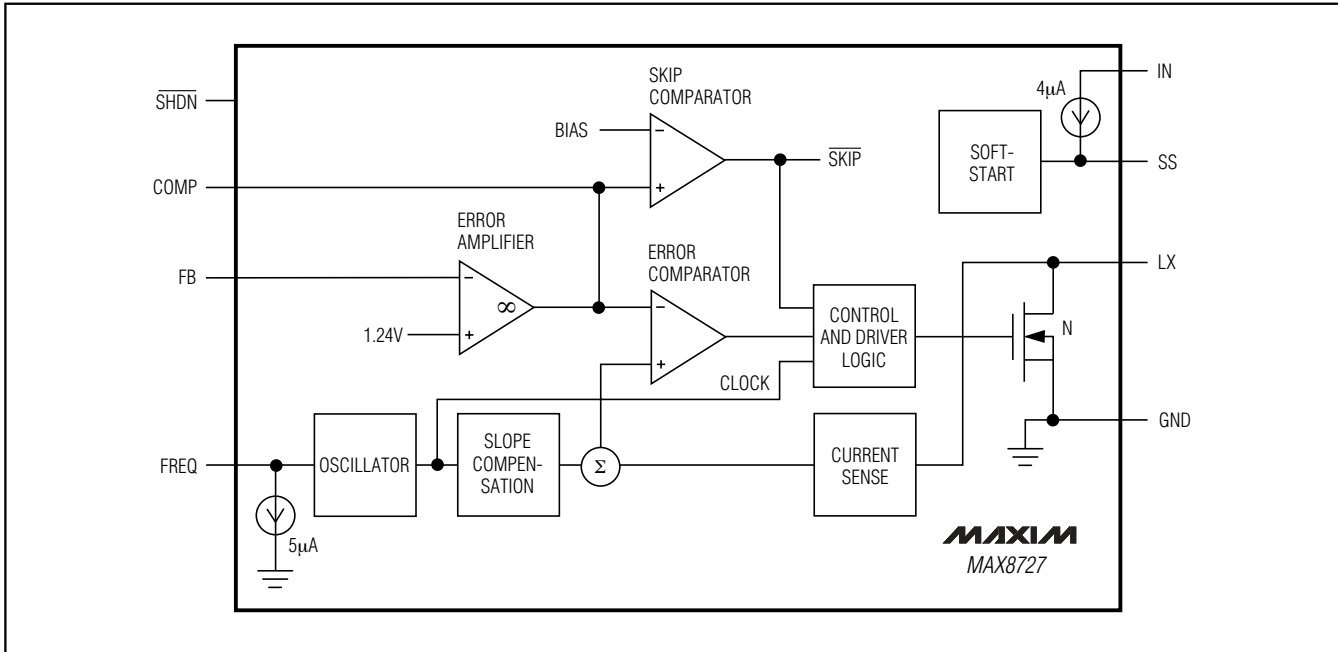 SHDN
COMP
FB
FREQ
BIAS
SKIP
COMPARATOR
SKIP
ERROR
AMPLIFIER
∞
1.24V
ERROR
COMPARATOR
CLOCK
OSCILLATOR
SLOPE
COMPEN-
SATION
Σ
5μA
CONTROL
AND DRIVER
LOGIC
CURRENT
SENSE
SOFT-
START
4μA
IN
SS
LX
N
GND
MAXIM
MAX8727